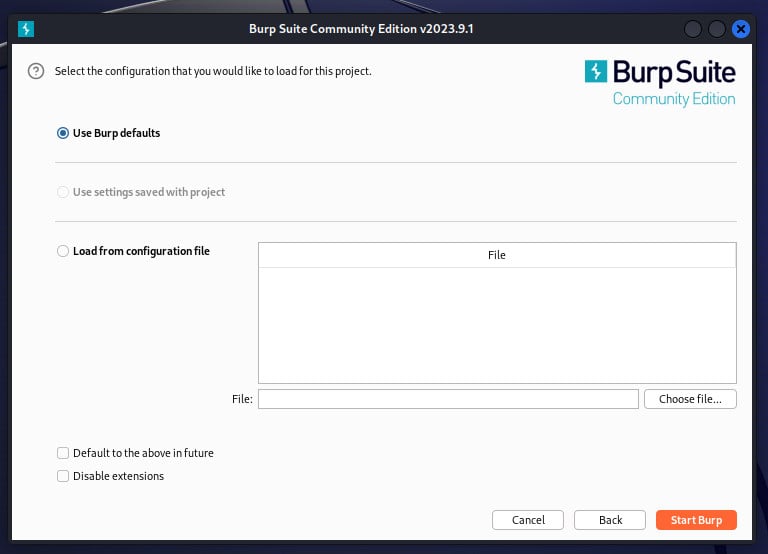 Burp Suite Community Edition v2023.9.1
? Select the configuration that you would like to load for this project.
Burp Suite
Community Edition
Use Burp defaults
Use settings saved with project
Load from configuration file
File
File:
Choose file...
Default to the above in future
Disable extensions
Cancel Back Start Burp